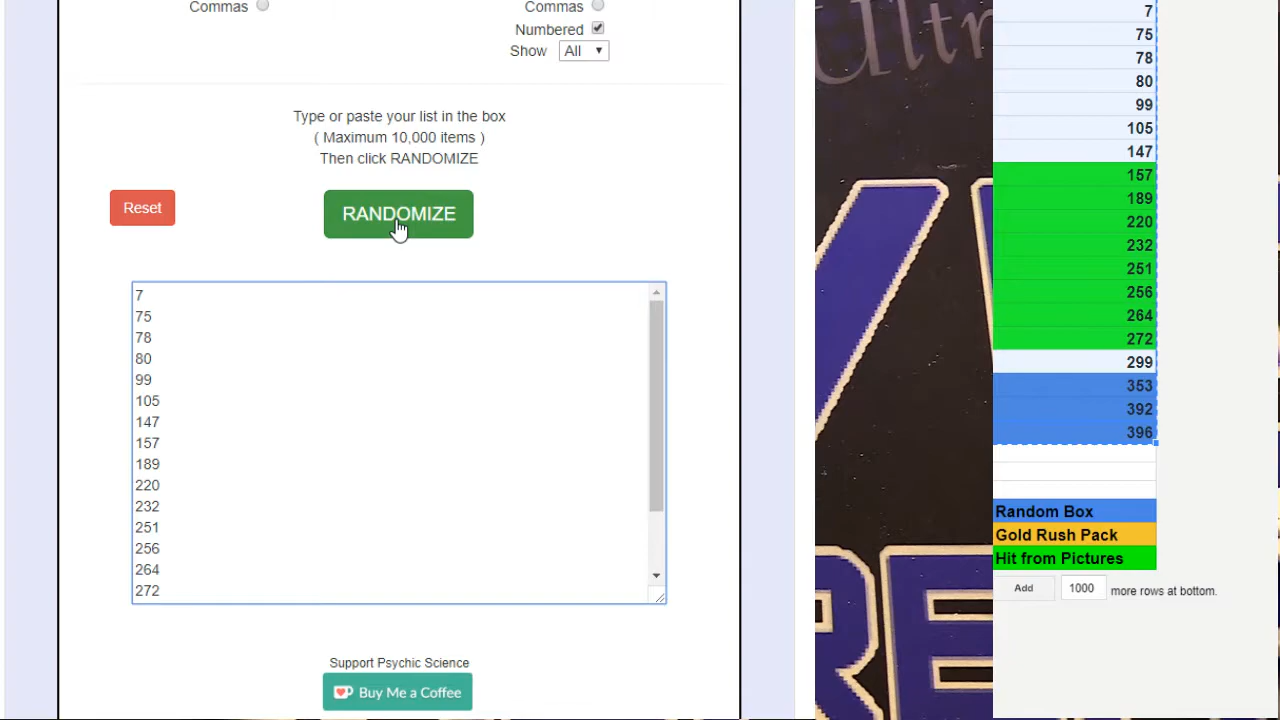 Commas
Commas
Numbered
Show All
Type or paste your list in the box
( Maximum 10,000 items )
Then click RANDOMIZE
Reset
RANDOMIZE
7
75
78
80
99
105
147
157
189
220
232
251
256
264
272
Support Psychic Science
Buy Me a Coffee
7
75
78
80
99
105
147
157
189
220
232
251
256
264
272
299
353
392
396
Random Box
Gold Rush Pack
Hit from Pictures
Add 1000 more rows at bottom.